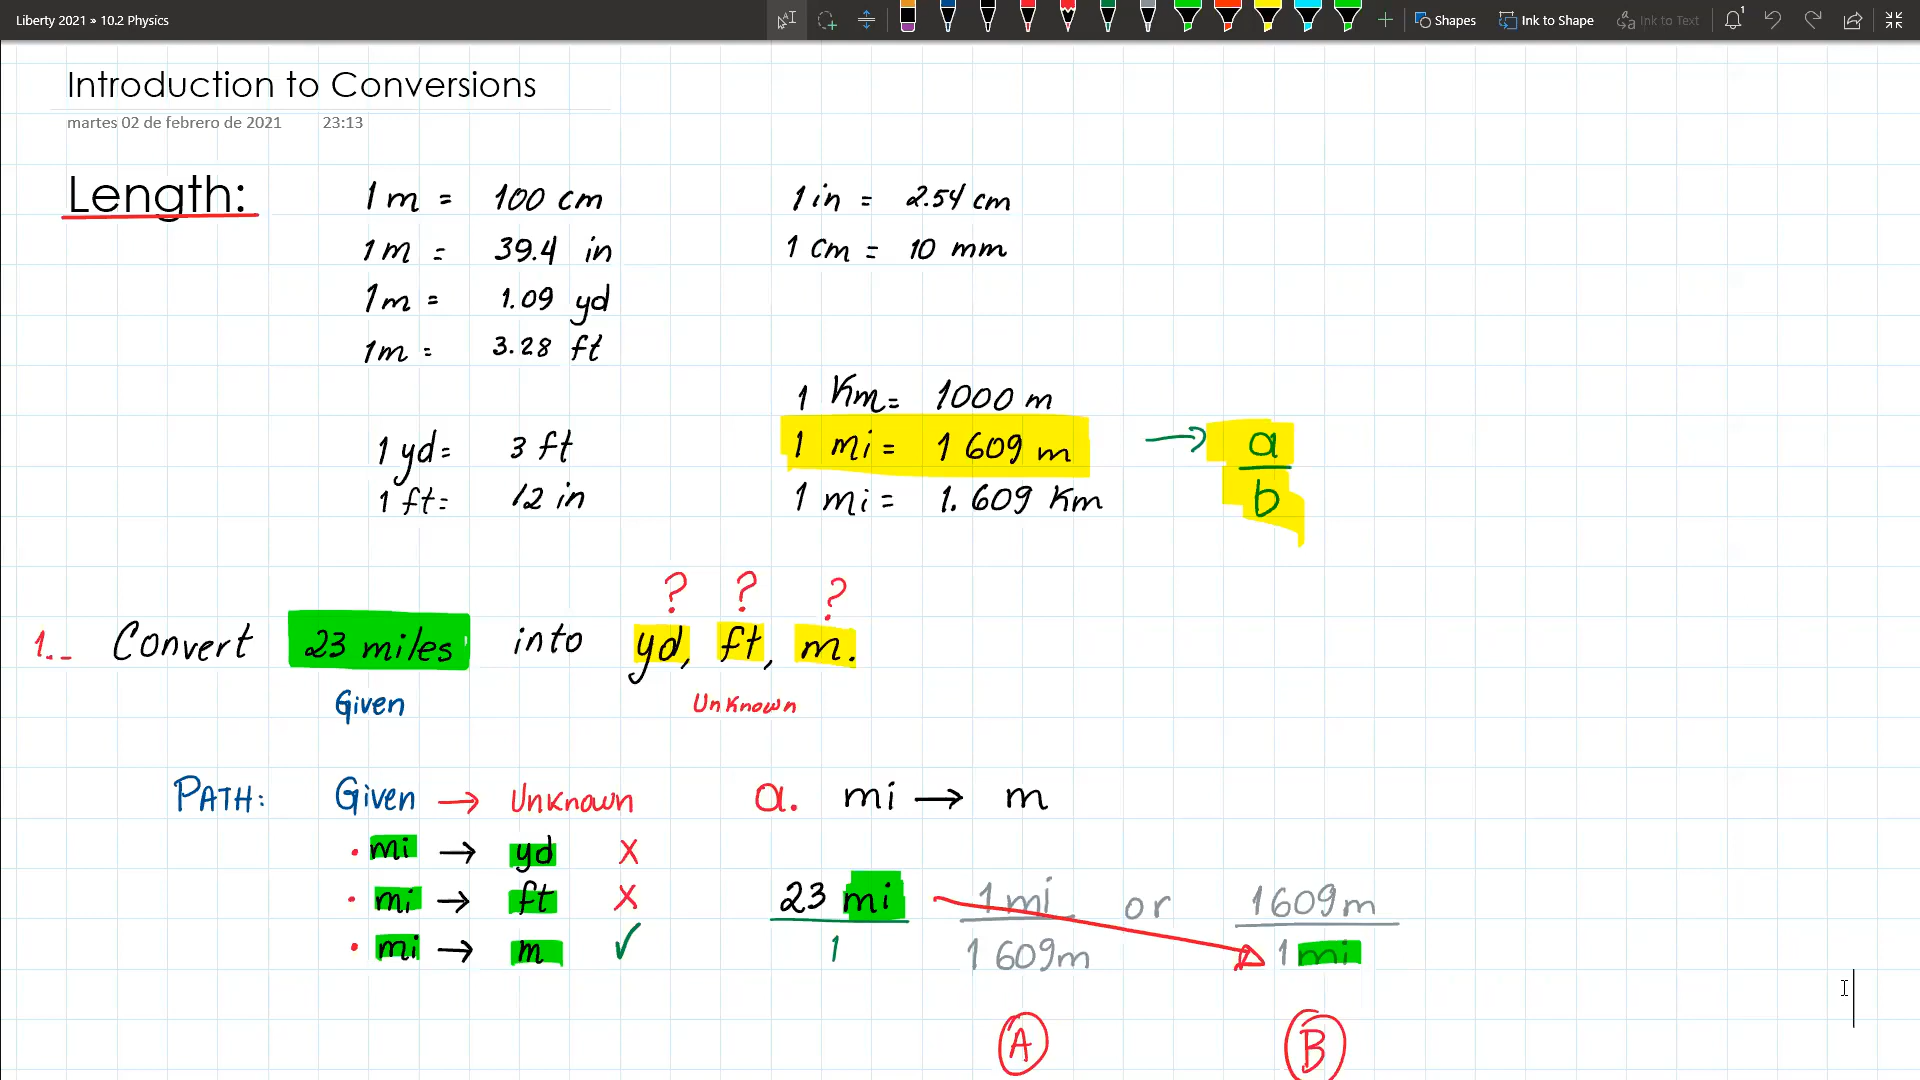 Liberty 2021 » 10.2 Physics
Shapes
Ink to Shape
Ink to Text
1
Introduction to Conversions
martes 02 de febrero de 2021 23:13
Length:
1 m = 100 cm
1 m = 39.4 in
1 m = 1.09 yd
1 m = 3.28 ft
1 yd = 3 ft
1 ft = 12 in
1 in = 2.54 cm
1 cm = 10 mm
1 Km = 1000 m
1 mi = 1 609 m → a
b
1 mi = 1.609 Km
? ? ?
1._ Convert 23 miles into yd, ft, m.
Given Unknown
PATH: Given → Unknown
• mi → yd X
• mi → ft X
• mi → m ✓
a. mi → m
23 mi
1
1 mi
1 609m
or
1609m
1 mi
A
B